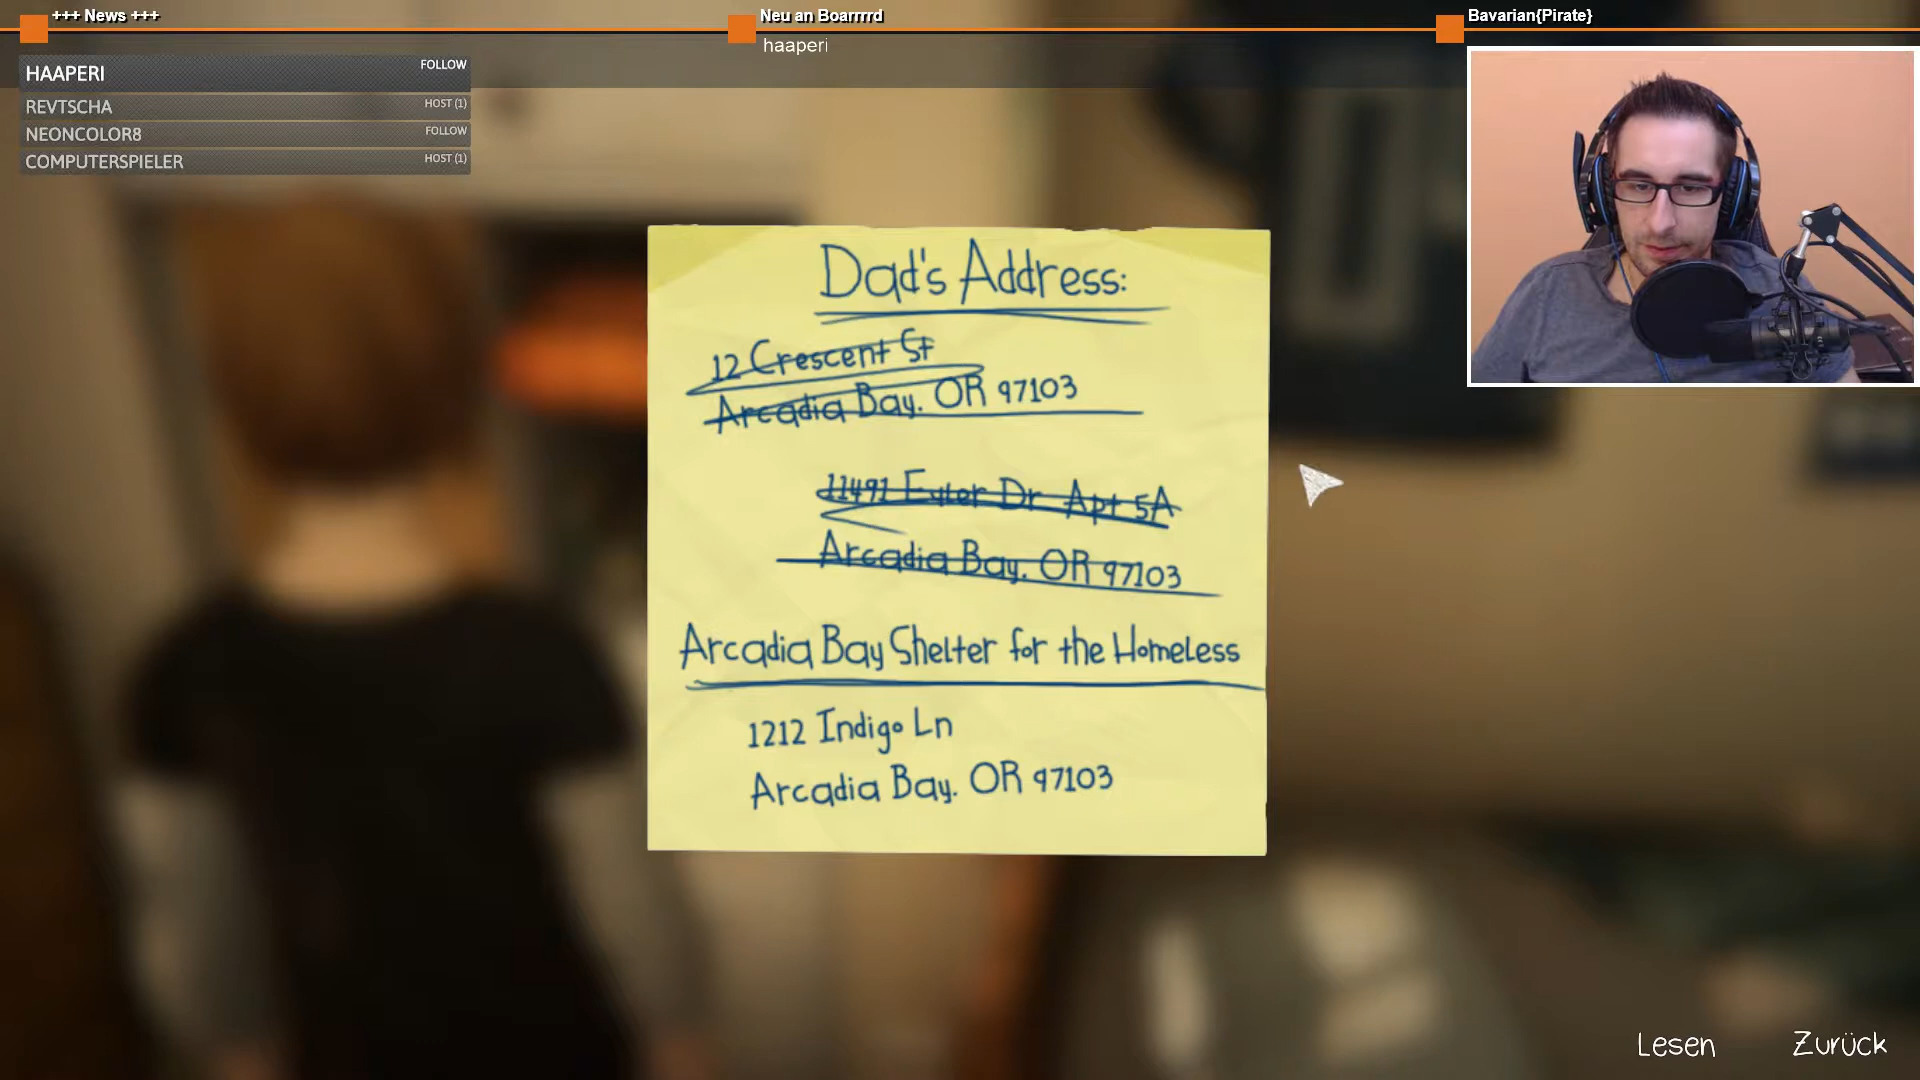 +++ News +++
Neu an Boarrrrd
Bavarian{Pirate}
haaperi
HAAPERI FOLLOW
REVTSCHA HOST (1)
NEONCOLOR8 FOLLOW
COMPUTERSPIELER HOST (1)
Dad's Address:
12 Crescent St
Arcadia Bay. OR 97103
11491 Euler Dr Apt 5A
Arcadia Bay. OR 97103
Arcadia Bay Shelter for the Homeless
1212 Indigo Ln
Arcadia Bay. OR 97103
Lesen Zurück